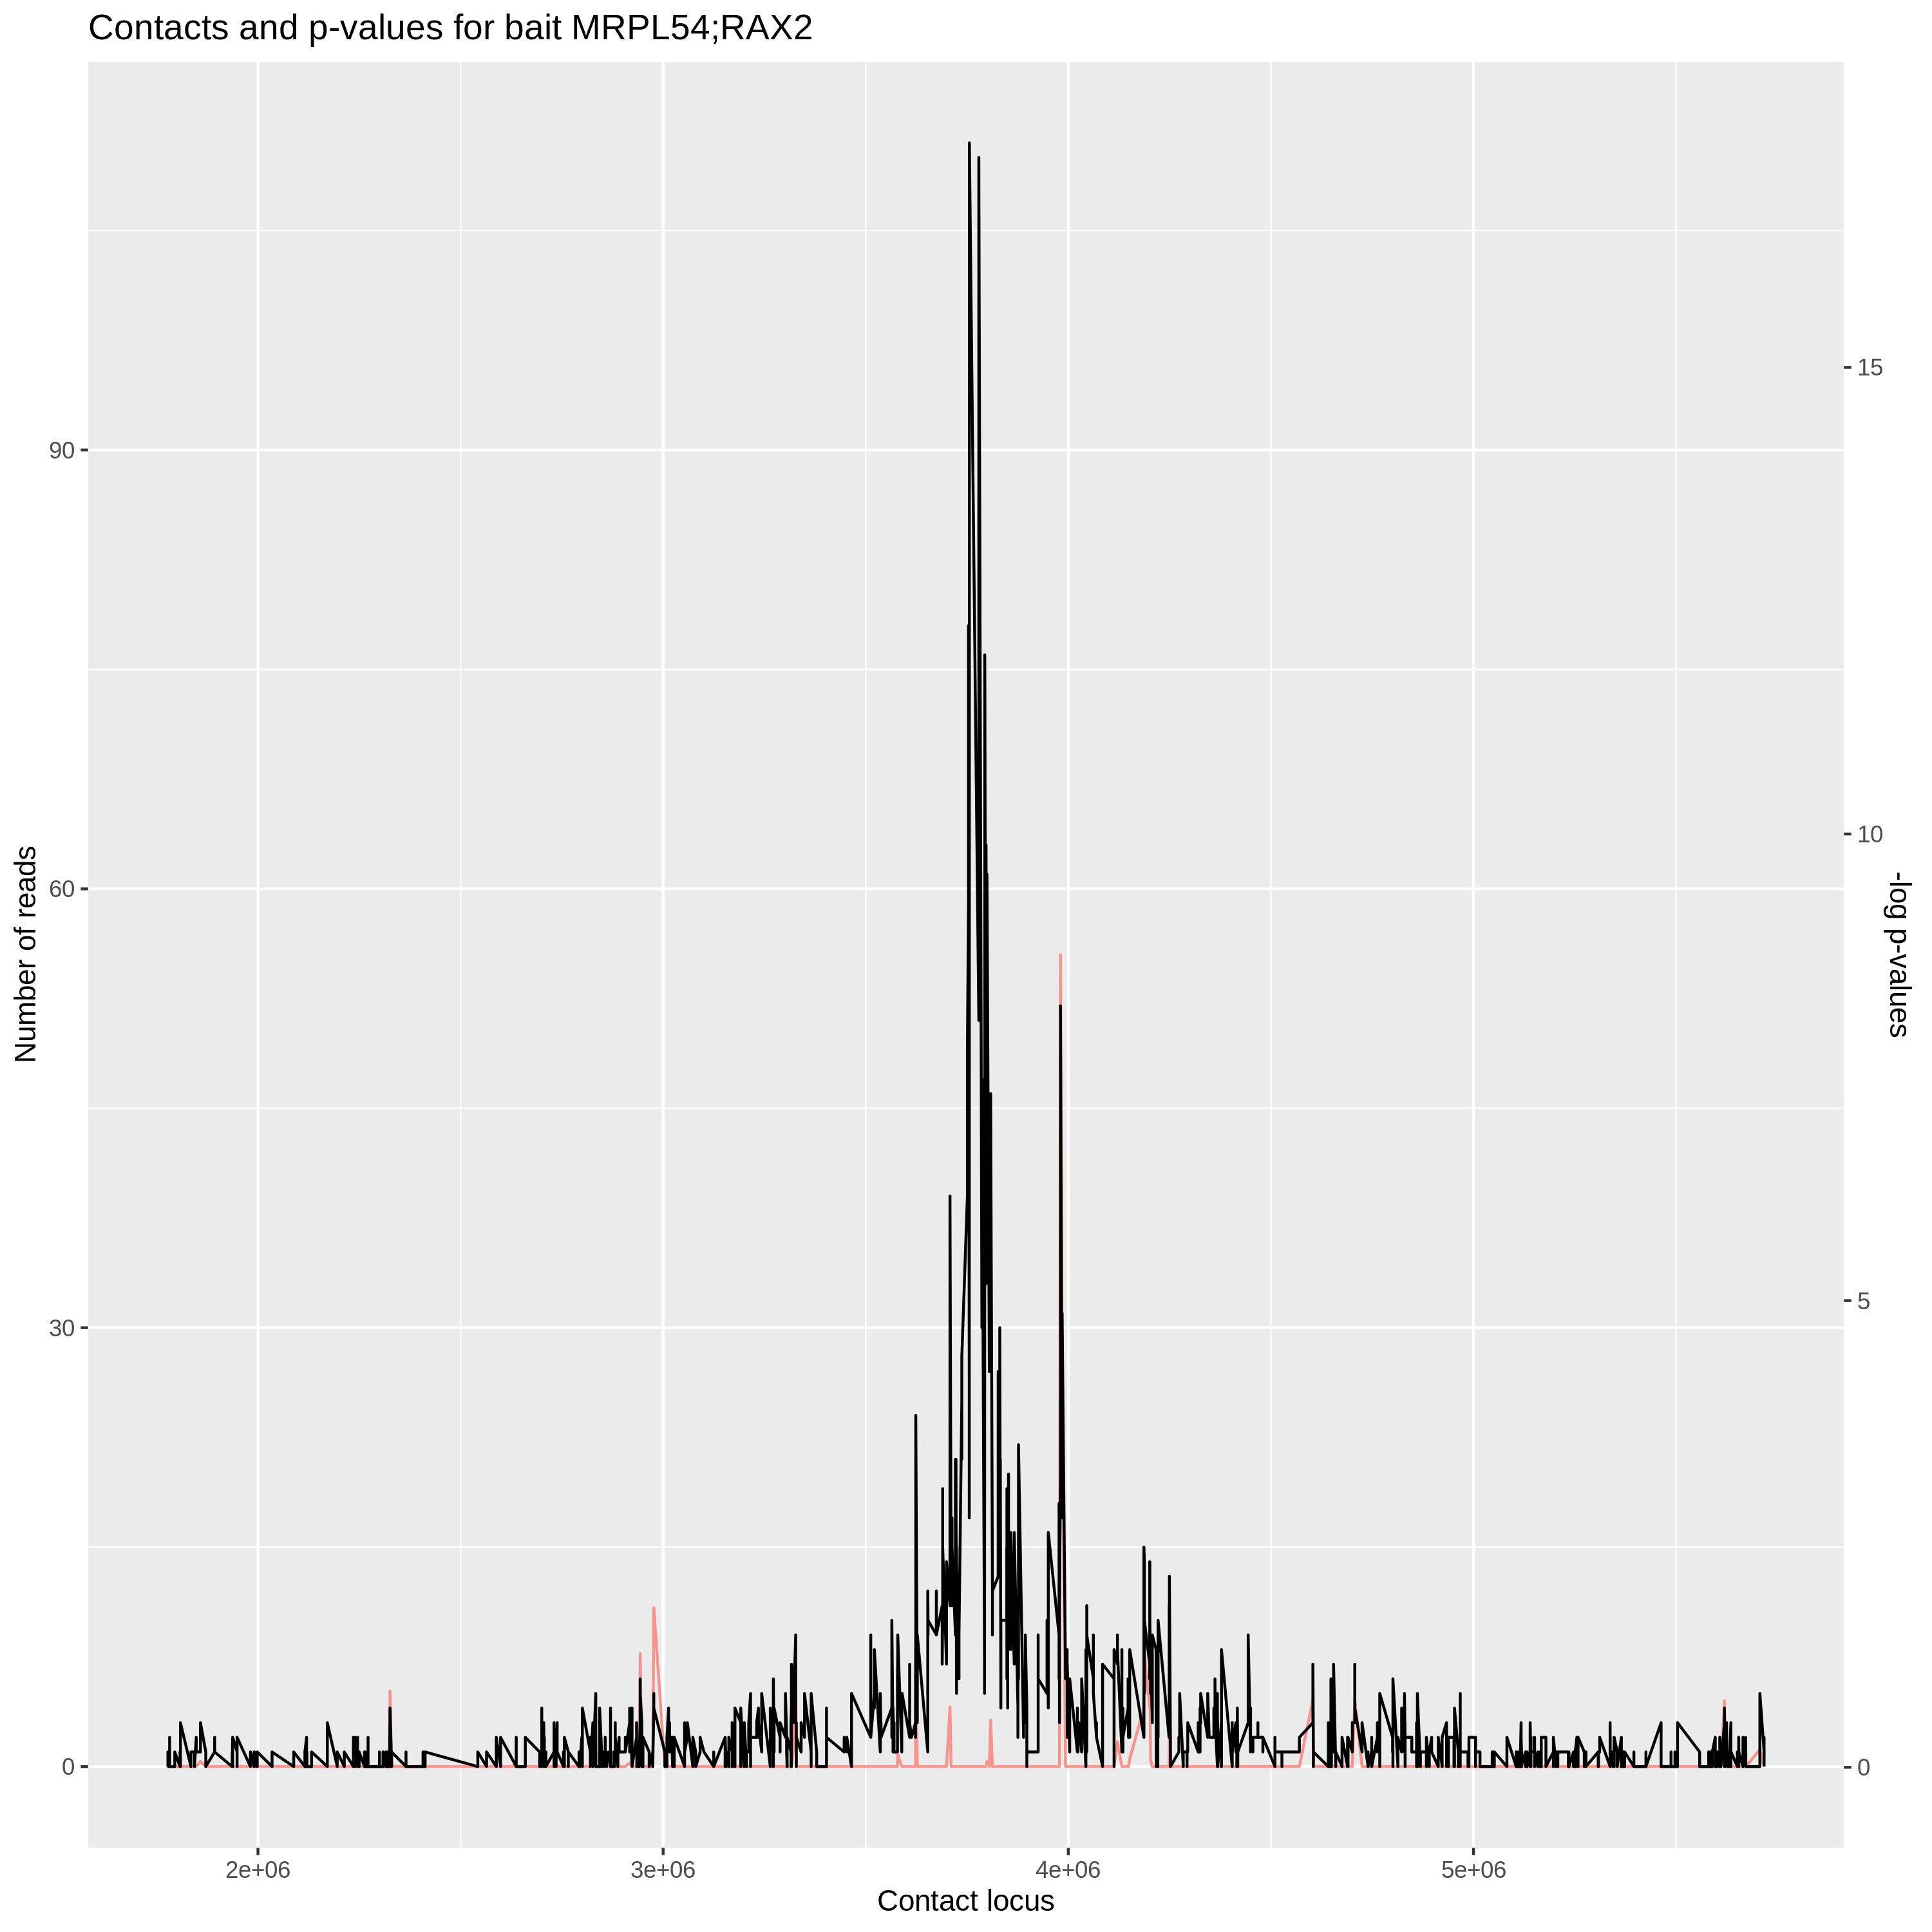 Contacts and p-values for bait MRPL54;RAX2
Number of reads
90
60
30
0
15
10
5
0
-log p-values
2e+06 3e+06 4e+06 5e+06
Contact locus